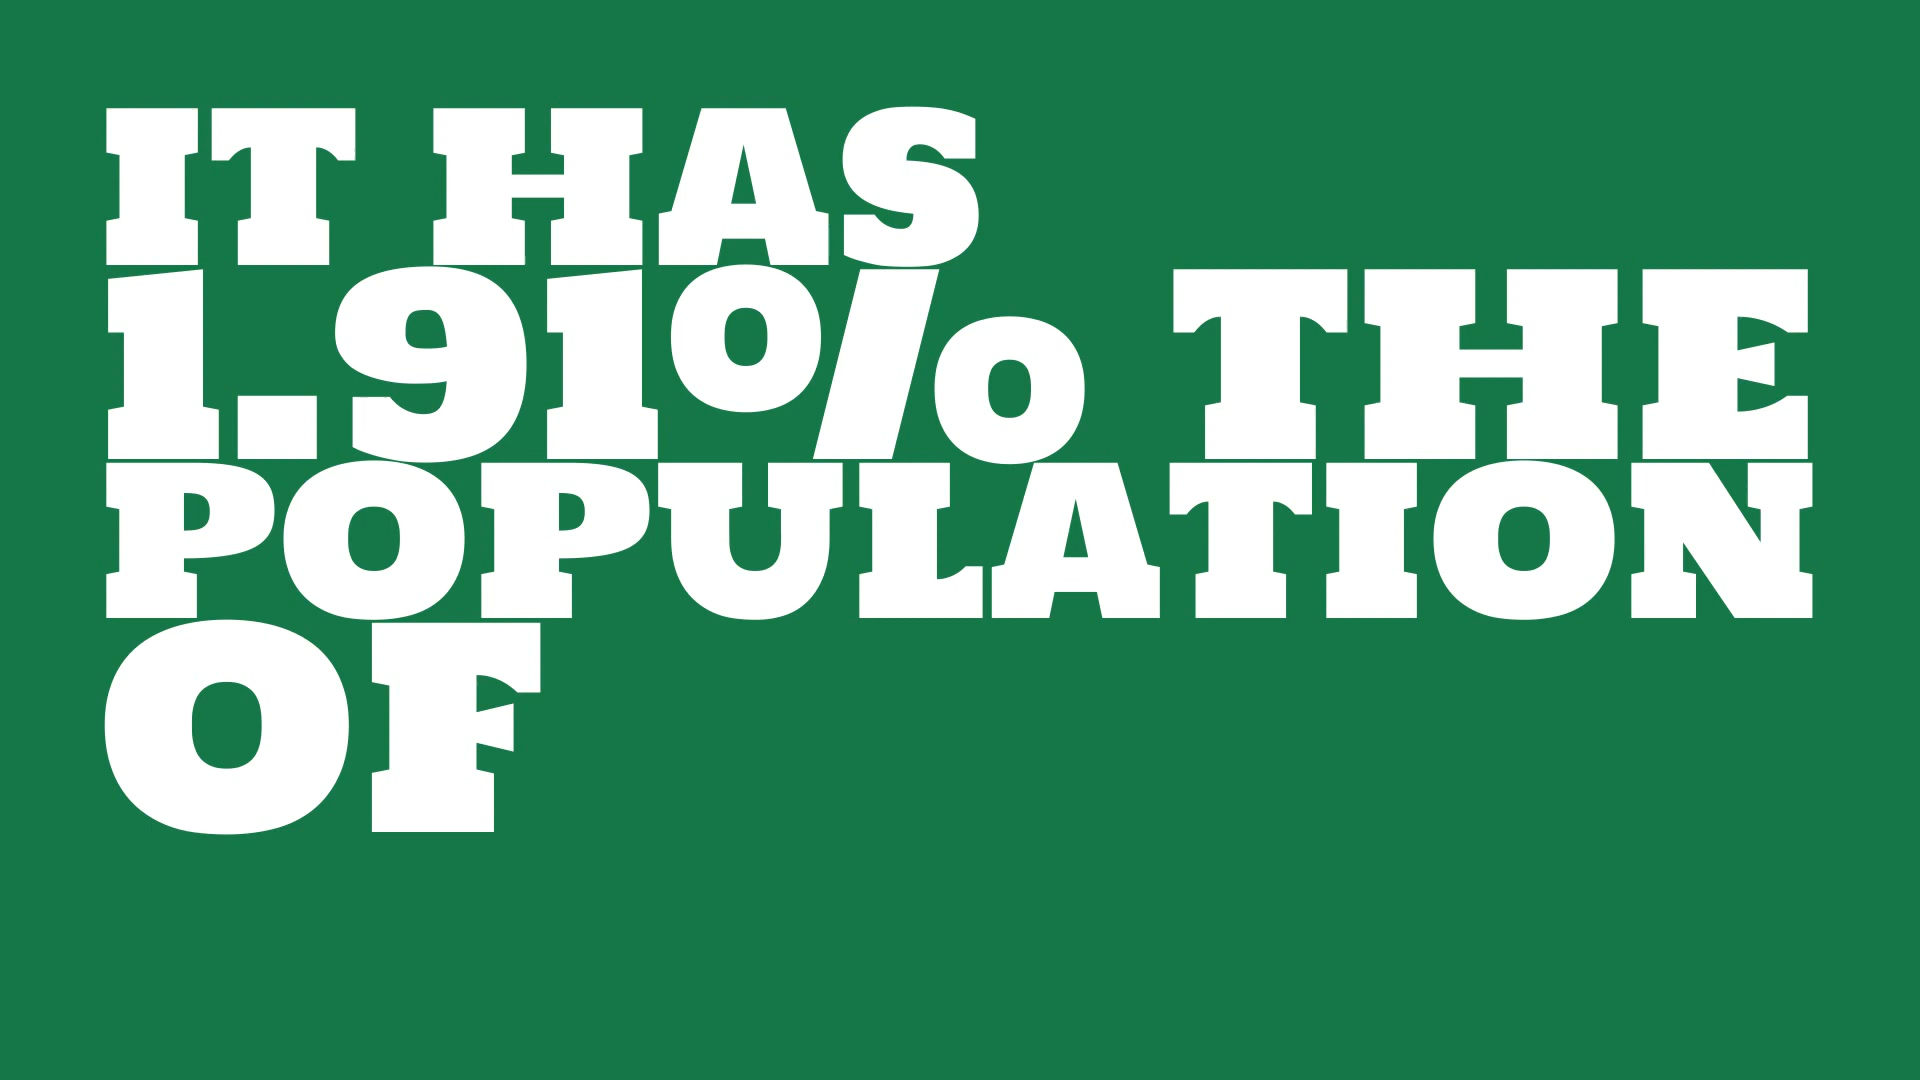 IT HAS
1.91% THE
POPULATION
OF